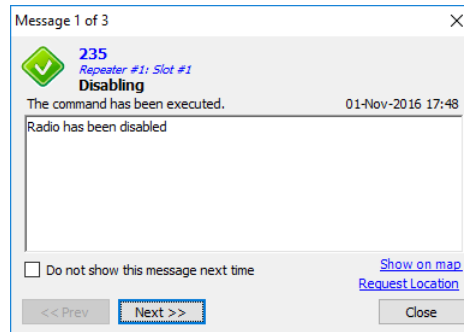 Message 1 of 3
235
Repeater #1: Slot #1
Disabling
The command has been executed. 01-Nov-2016 17:48
Radio has been disabled
Do not show this message next time
Show on map
Request Location
<< Prev Next >> Close